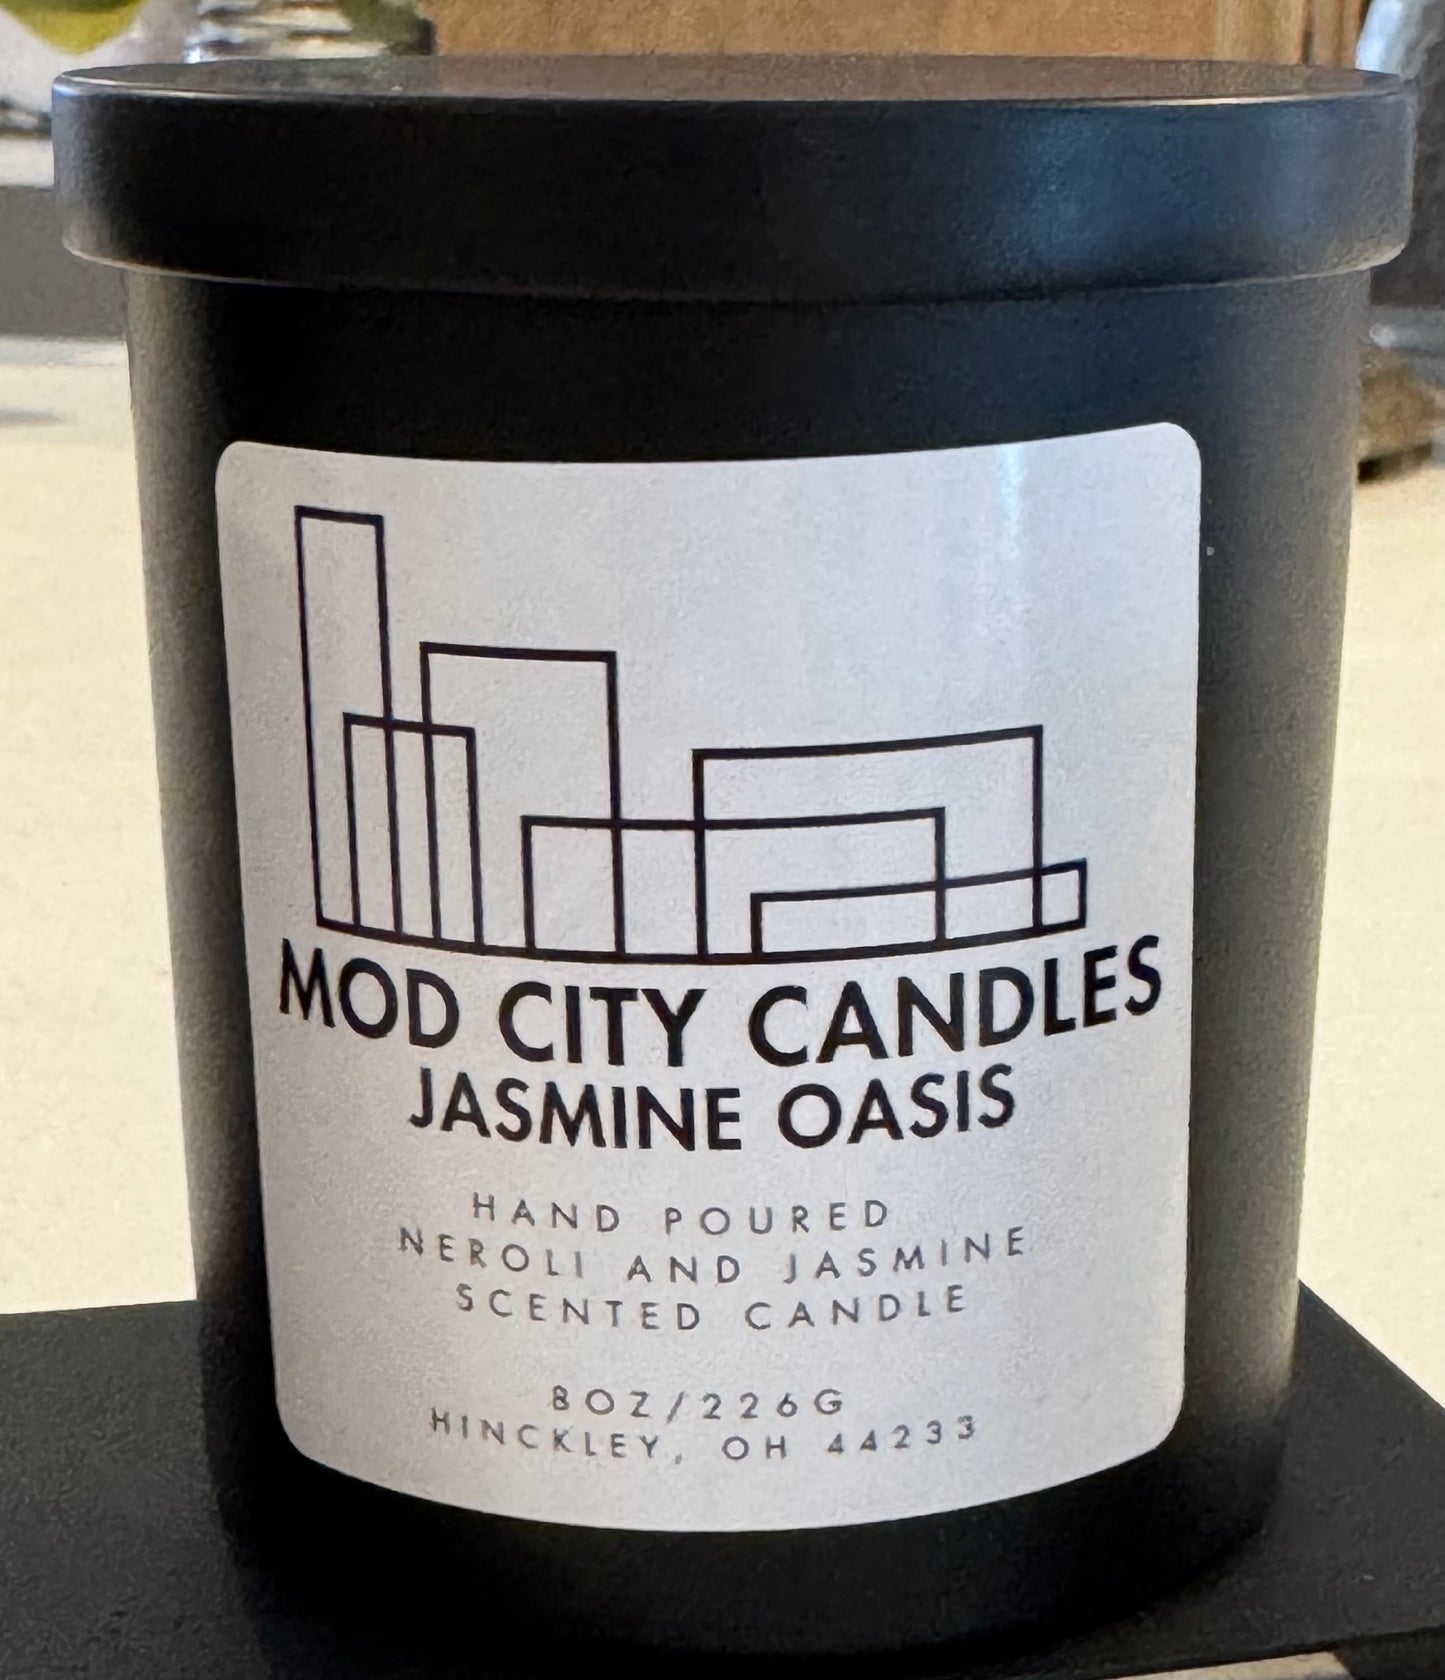 MOD CITY CANDLES
JASMINE OASIS
HAND POURED
NEROLI AND JASMINE
SCENTED CANDLE
8OZ/226G
HINCKLEY, OH 44233